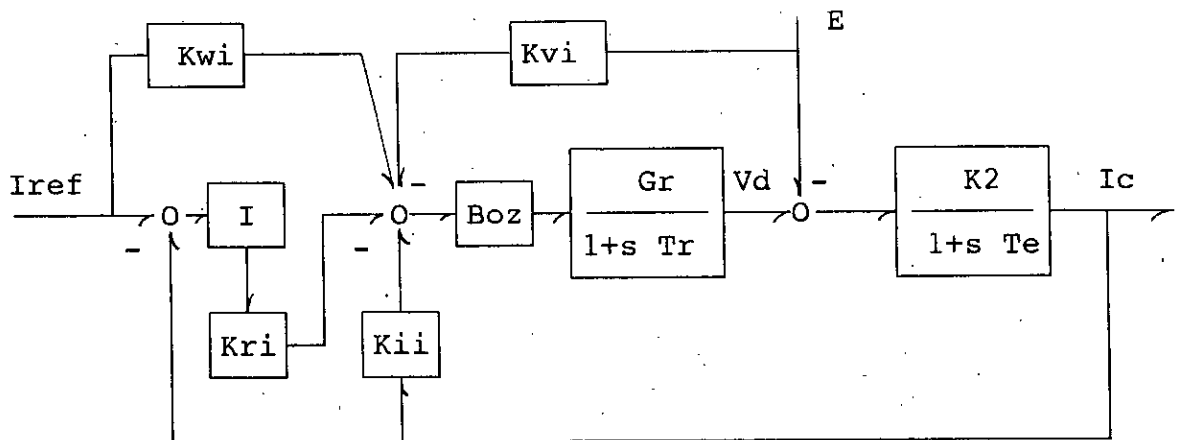 E
Kwi
Kvi
Iref
I
Boz
Gr
1+s Tr
Vd
K2
1+s Te
Ic
Kri
Kii
O
O
O
-
-
-
-